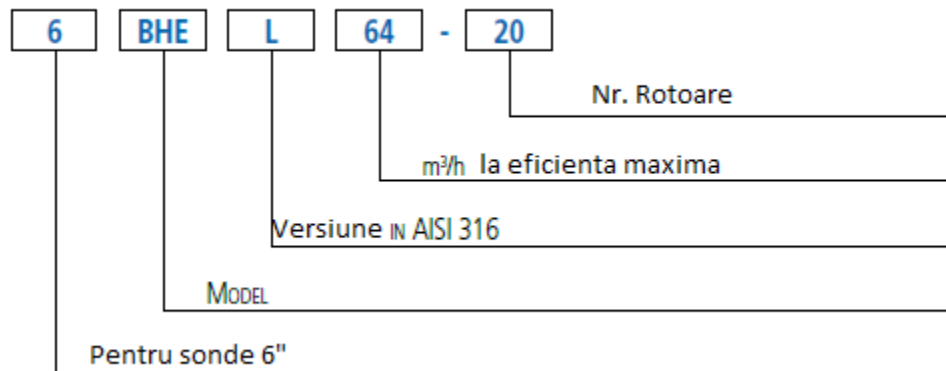 6 BHE L 64 - 20
Nr. Rotoare
m³/h la eficienta maxima
Versiune IN AISI 316
MODEL
Pentru sonde 6"